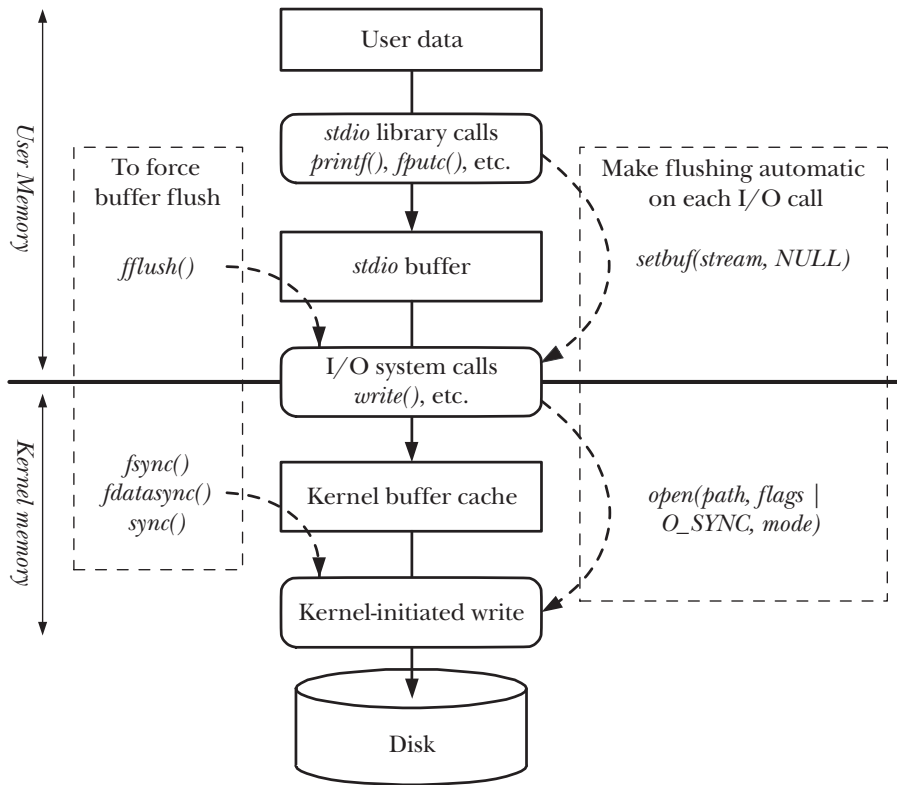 User data
User Memory
stdio library calls
printf(), fputc(), etc.
To force
buffer flush
Make flushing automatic
on each I/O call
fflush()
stdio buffer
setbuf(stream, NULL)
I/O system calls
write(), etc.
Kernel memory
fsync()
fdatasync()
sync()
Kernel buffer cache
open(path, flags |
O_SYNC, mode)
Kernel-initiated write
Disk